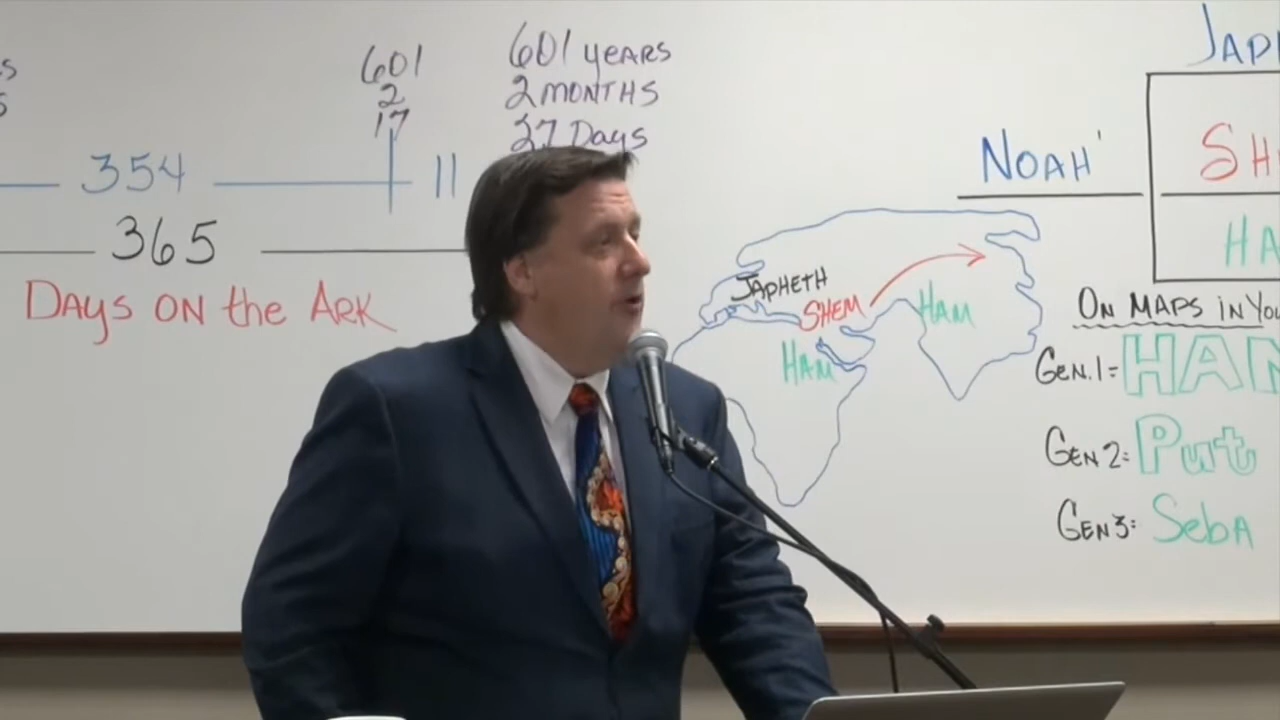 601
2
17
601 years
2 MONTHS
27 Days
354
11
365
DAYS ON the ARK
NOAH
JAPHETH
SHEM
HAM
HAM
ON MAPS iN
GEN. 1=
GEN 2: Put
GEN 3: SebA